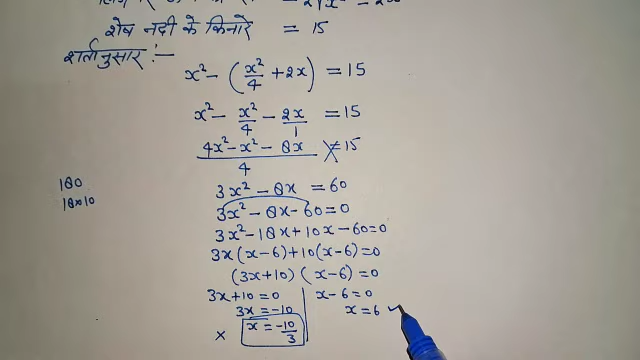 शेष नदी के किनारे = 15
शर्तानुसार :-
x² - (x²/4 + 2x) = 15
x² - x²/4 - 2x/1 = 15
4x² - x² - 8x / 4 = 15
3x² - 8x = 60
3x² - 8x - 60 = 0
3x² - 18x + 10x - 60 = 0
3x(x - 6) + 10(x - 6) = 0
(3x + 10) (x - 6) = 0
3x + 10 = 0
3x = -10
× x = -10/3
x - 6 = 0
x = 6 ✓
180
18×10